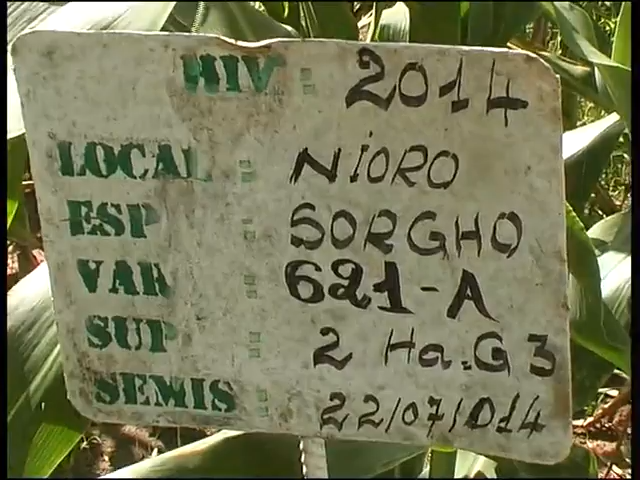 HIV : 2014
LOCAL : NIORO
ESP : SORGHO
VAR : 621-A
SUP : 2 Ha.G3
SEMIS : 22/07/014